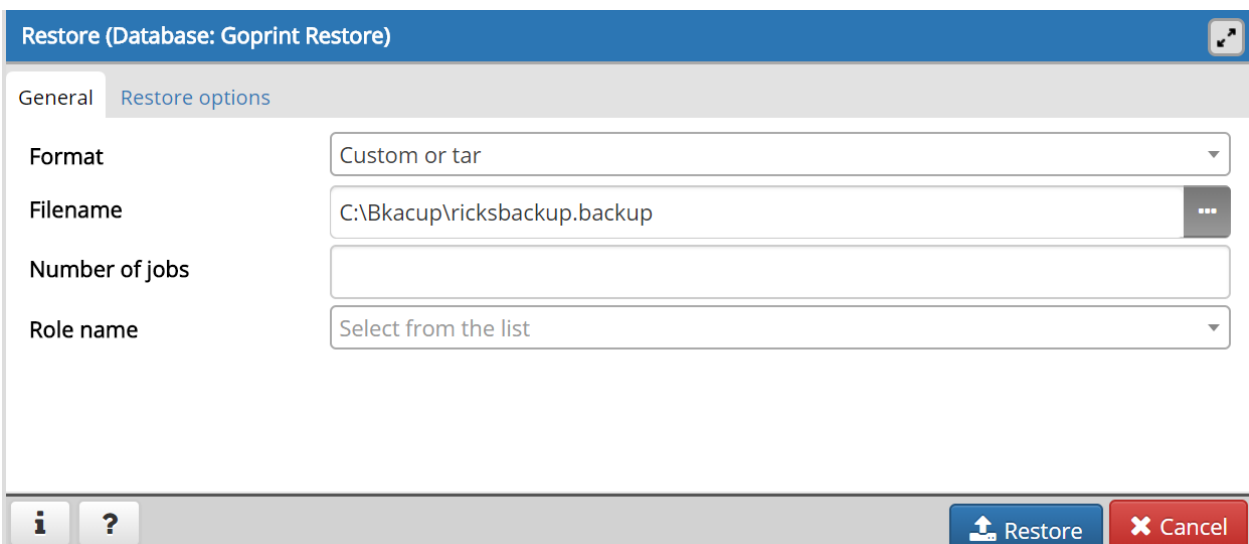 Restore (Database: Goprint Restore)
General Restore options
Format Custom or tar
Filename C:\Bkacup\ricksbackup.backup
Number of jobs
Role name Select from the list
i ? Restore Cancel